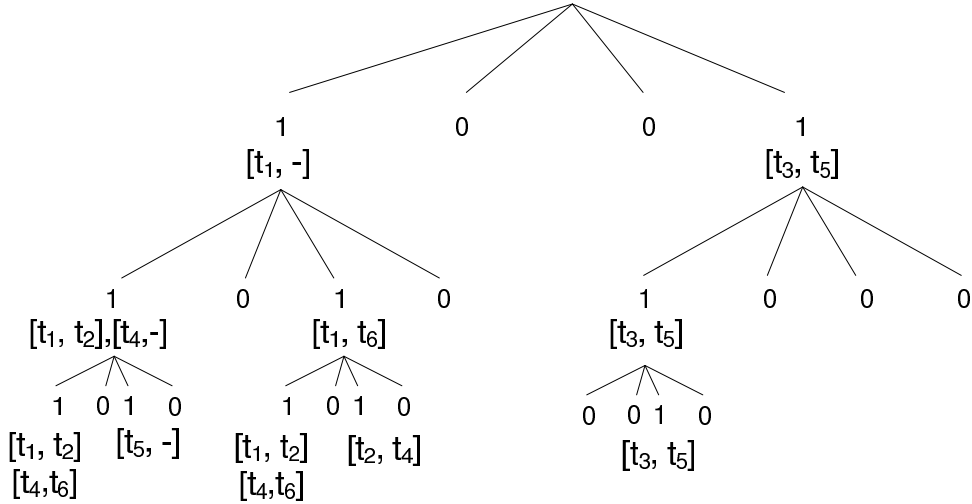 1 0 0 1
[t₁, -] [t₃, t₅]
1 0 1 0 1 0 0 0
[t₁, t₂],[t₄,-] [t₁, t₆] [t₃, t₅]
1 0 1 0 1 0 1 0 0 0 1 0
[t₁, t₂] [t₅, -] [t₁, t₂] [t₂, t₄] [t₃, t₅]
[t₄,t₆] [t₄,t₆]